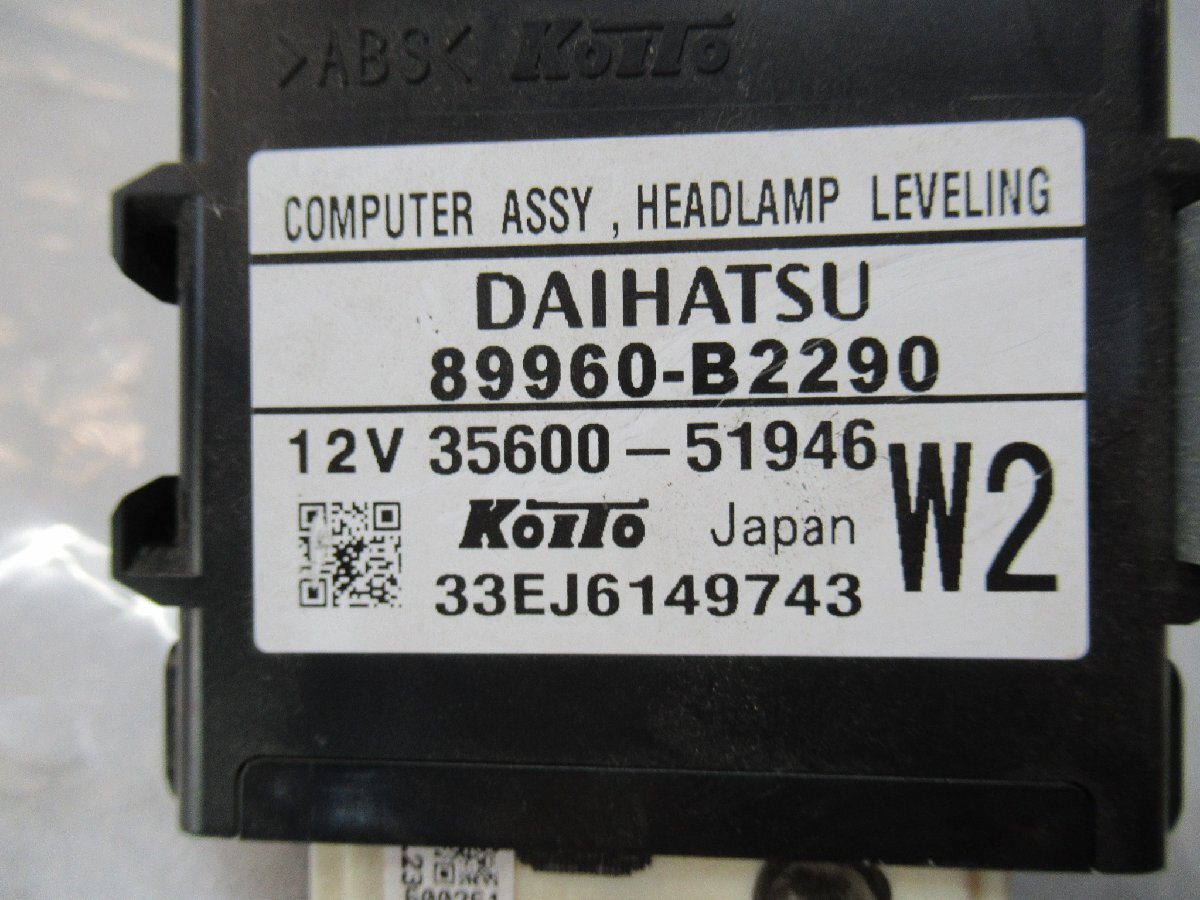 >ABS< KOITO
COMPUTER ASSY , HEADLAMP LEVELING
DAIHATSU
89960-B2290
12V 35600-51946
W2
KOITO Japan
33EJ6149743